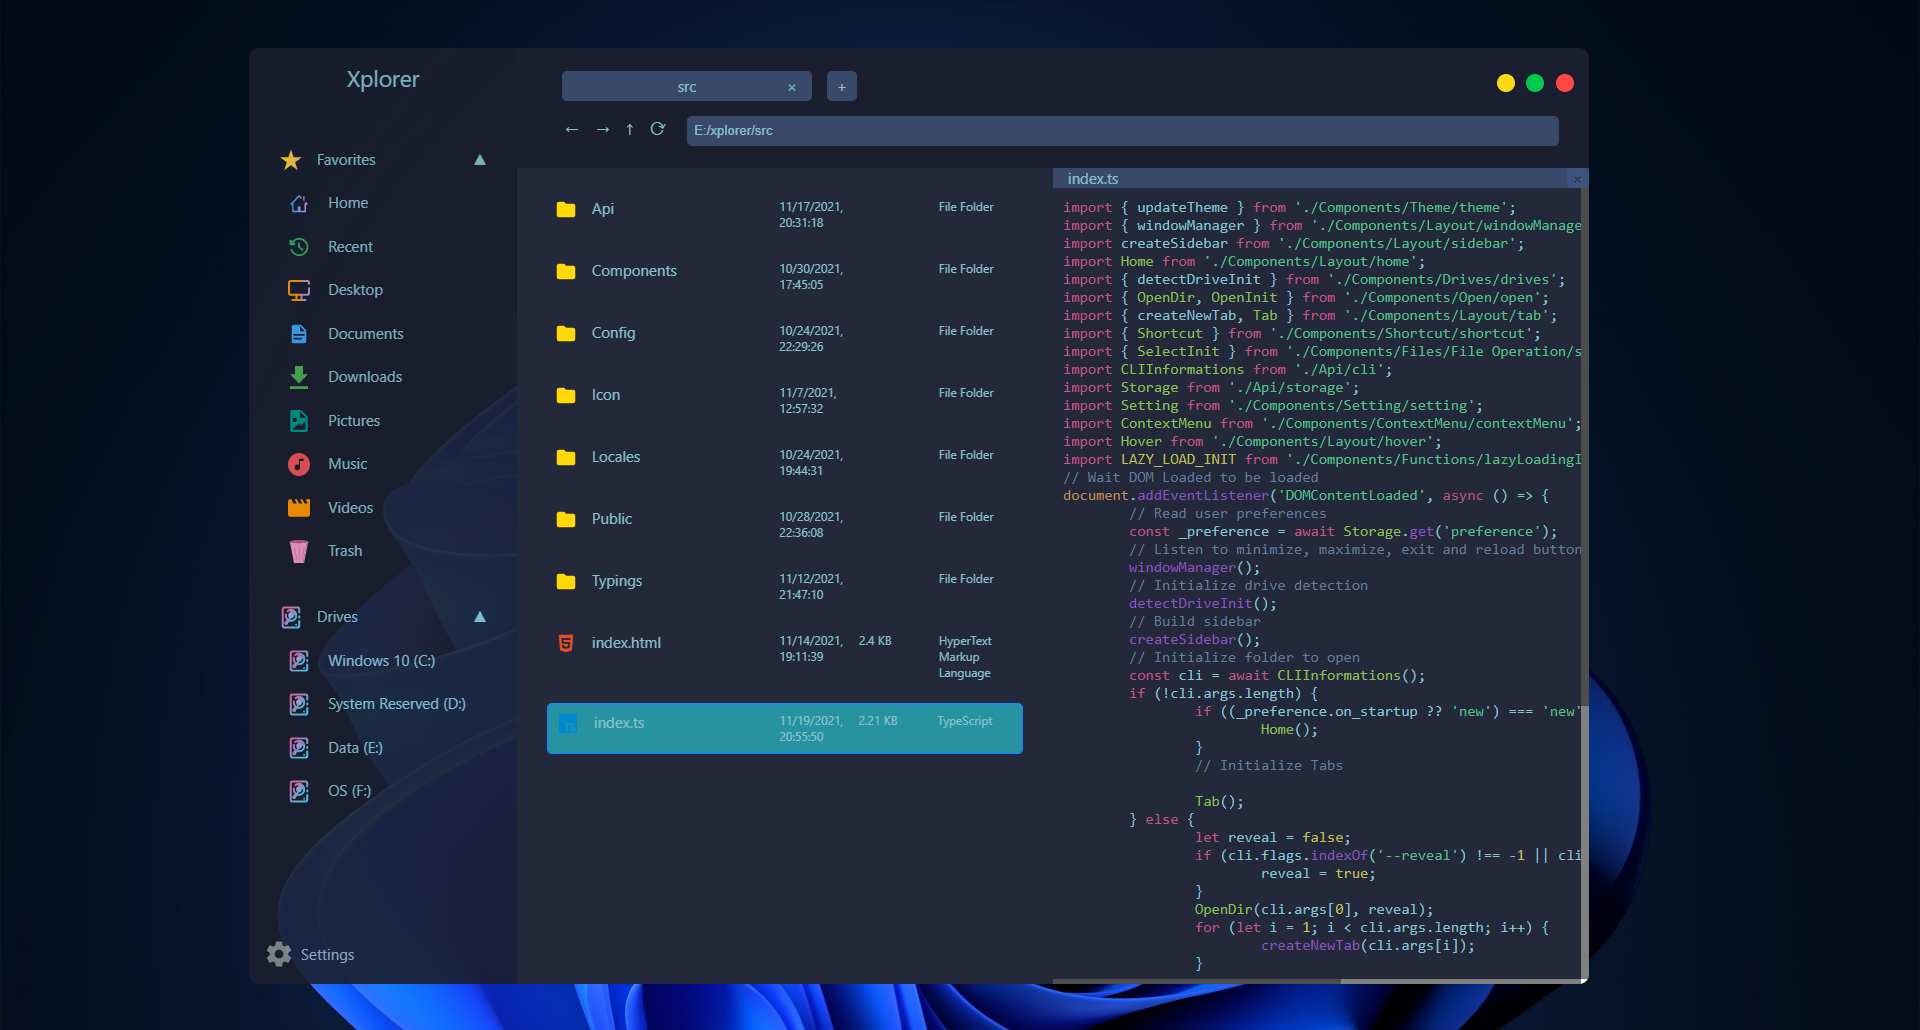 Xplorer
Favorites
Home
Recent
Desktop
Documents
Downloads
Pictures
Music
Videos
Trash
Drives
Windows 10 (C:)
System Reserved (D:)
Data (E:)
OS (F:)
Settings
src
E:/xplorer/src
Api 11/17/2021, File Folder
20:31:18
Components 10/30/2021, File Folder
17:45:05
Config 10/24/2021, File Folder
22:29:26
Icon 11/7/2021, File Folder
12:57:32
Locales 10/24/2021, File Folder
19:44:31
Public 10/28/2021, File Folder
22:36:08
Typings 11/12/2021, File Folder
21:47:10
index.html 11/14/2021, 2.4 KB HyperText
19:11:39 Markup
Language
TS index.ts 11/19/2021, 2.21 KB TypeScript
20:55:50
index.ts
import { updateTheme } from './Components/Theme/theme';
import { windowManager } from './Components/Layout/windowManage
import createSidebar from './Components/Layout/sidebar';
import Home from './Components/Layout/home';
import { detectDriveInit } from './Components/Drives/drives';
import { OpenDir, OpenInit } from './Components/Open/open';
import { createNewTab, Tab } from './Components/Layout/tab';
import { Shortcut } from './Components/Shortcut/shortcut';
import { SelectInit } from './Components/Files/File Operation/s
import CLIInformations from './Api/cli';
import Storage from './Api/storage';
import Setting from './Components/Setting/setting';
import ContextMenu from './Components/ContextMenu/contextMenu';
import Hover from './Components/Layout/hover';
import LAZY_LOAD_INIT from './Components/Functions/lazyLoadingI
// Wait DOM Loaded to be loaded
document.addEventListener('DOMContentLoaded', async () => {
// Read user preferences
const _preference = await Storage.get('preference');
// Listen to minimize, maximize, exit and reload button
windowManager();
// Initialize drive detection
detectDriveInit();
// Build sidebar
createSidebar();
// Initialize folder to open
const cli = await CLIInformations();
if (!cli.args.length) {
if ((_preference.on_startup ?? 'new') === 'new'
Home();
}
// Initialize Tabs
Tab();
} else {
let reveal = false;
if (cli.flags.indexOf('--reveal') !== -1 || cli
reveal = true;
}
OpenDir(cli.args[0], reveal);
for (let i = 1; i < cli.args.length; i++) {
createNewTab(cli.args[i]);
}